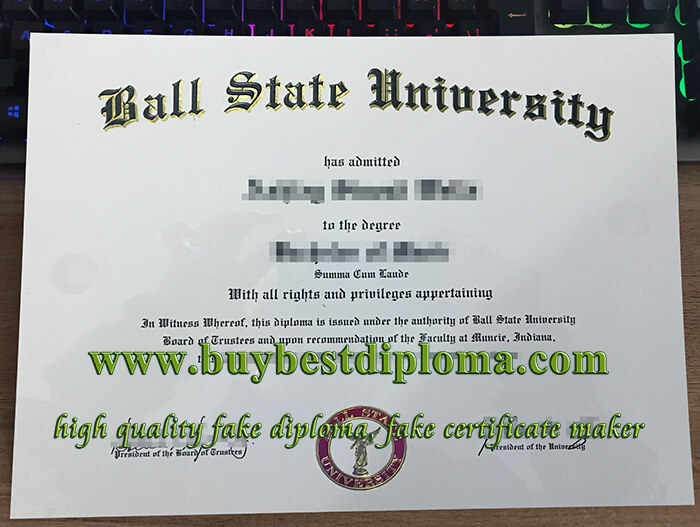 Ball State University
has admitted
to the degree
Summa Cum Laude
With all rights and privileges appertaining
In Witness Whereof, this diploma is issued under the authority of Ball State University
Board of Trustees and upon recommendation of the Faculty at Muncie, Indiana,
www.buybestdiploma.com
high quality fake diploma, fake certificate maker
President of the Board of Trustees
President of the University
BALL STATE
UNIVERSITY